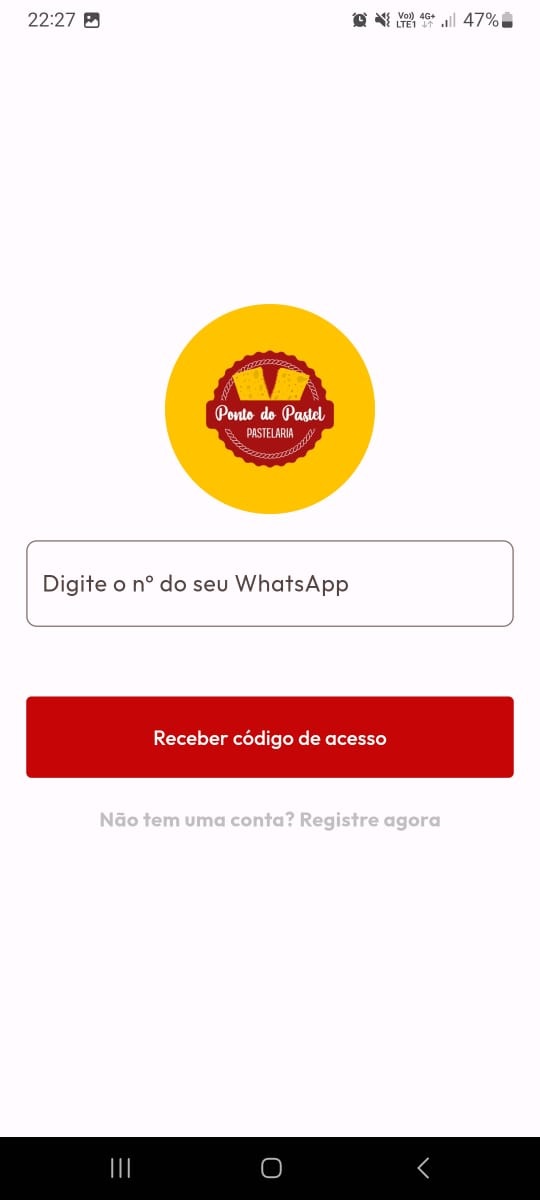 22:27
Vo)) 4G+
LTE1
47%
Ponto do Pastel
PASTELARIA
Digite o nº do seu WhatsApp
Receber código de acesso
Não tem uma conta? Registre agora